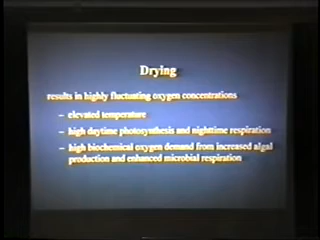 Drying
results in highly fluctuating oxygen concentrations
– elevated temperature
– high daytime photosynthesis and nighttime respiration
– high biochemical oxygen demand from increased algal
production and enhanced microbial respiration